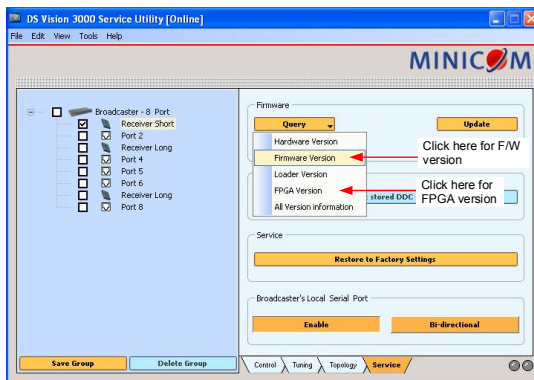 DS Vision 3000 Service Utility [Online]
File Edit View Tools Help
MINICOM
Broadcaster - 8 Port
Receiver Short
Port 2
Receiver Long
Port 4
Port 5
Port 6
Receiver Long
Port 8
Save Group
Delete Group
Firmware
Query
Update
Hardware Version
Firmware Version
Loader Version
FPGA Version
All Version information
Click here for F/W
version
Click here for
FPGA version
stored DDC
Service
Restore to Factory Settings
Broadcaster's Local Serial Port
Enable
Bi-directional
Control
Tuning
Topology
Service